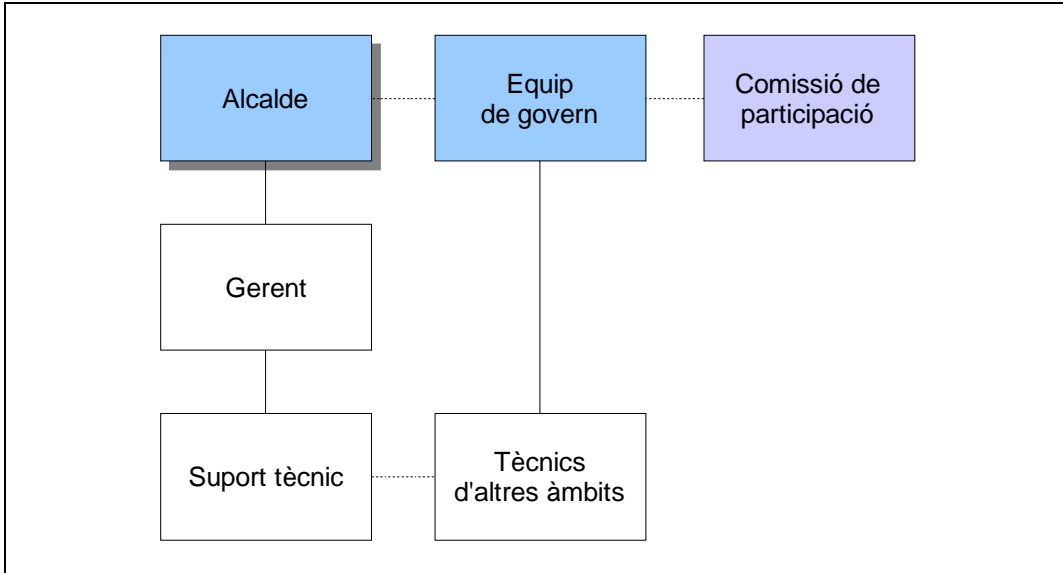 Alcalde
Equip
de govern
Comissió de
participació
Gerent
Suport tècnic
Tècnics
d'altres àmbits